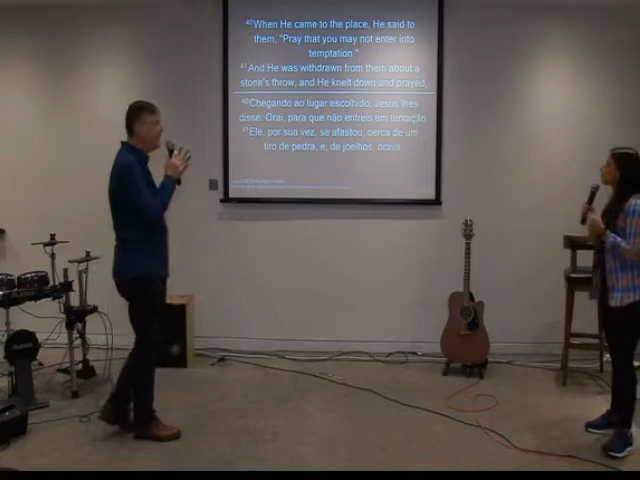 40When He came to the place, He said to
them, "Pray that you may not enter into
temptation."
41And He was withdrawn from them about a
stone's throw, and He knelt down and prayed,
40Chegando ao lugar escolhido, Jesus lhes
disse: Orai, para que não entreis em tentação.
41Ele, por sua vez, se afastou, cerca de um
tiro de pedra, e, de joelhos, orava